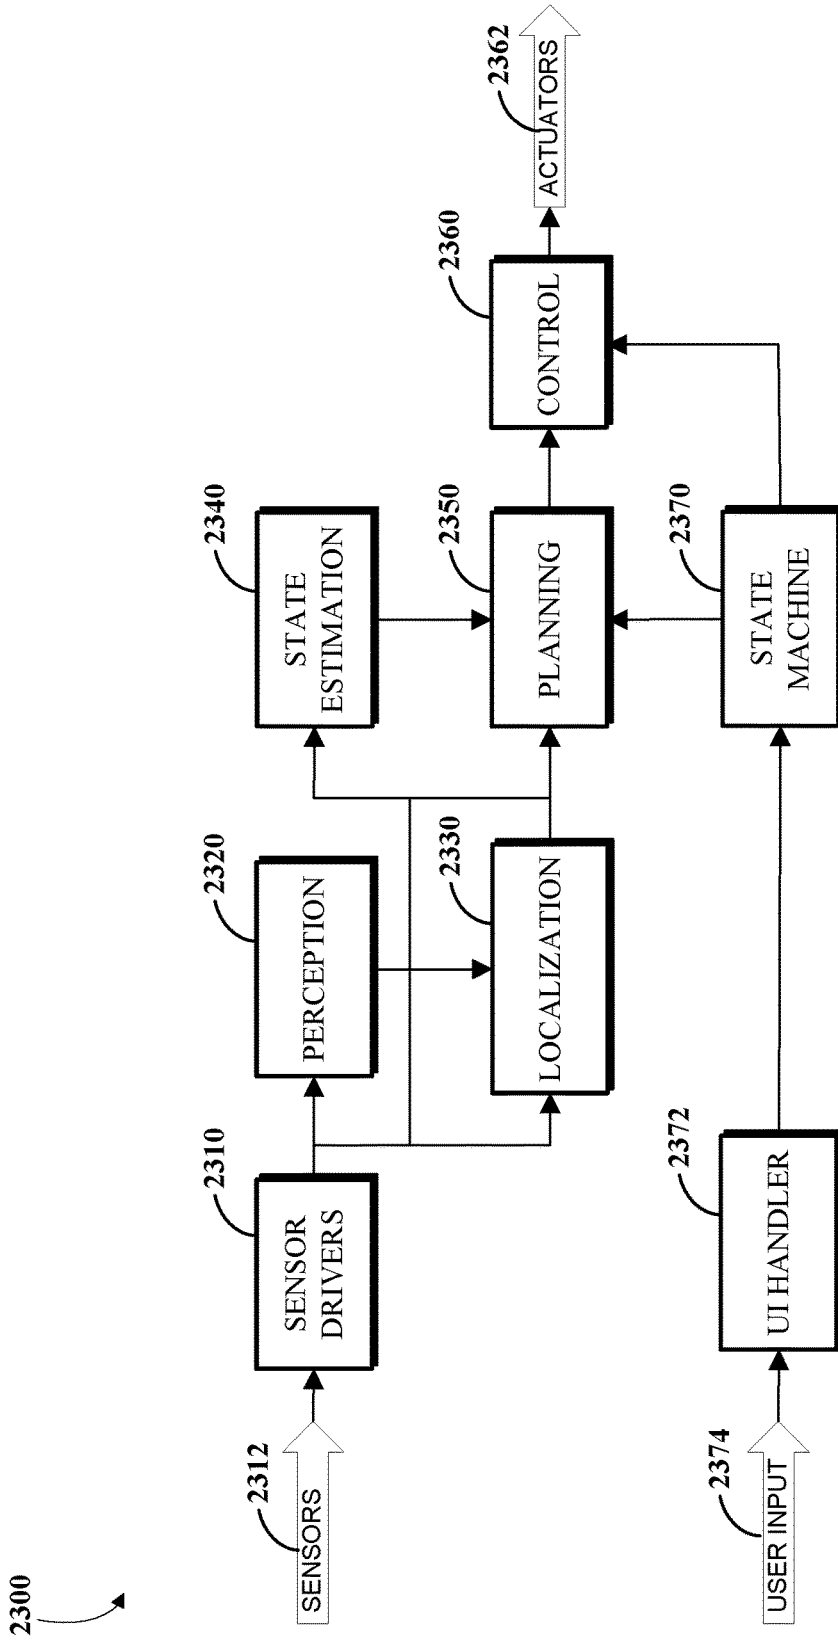 2300
SENSORS
2312
SENSOR
DRIVERS
2310
PERCEPTION
2320
LOCALIZATION
2330
STATE
ESTIMATION
2340
PLANNING
2350
CONTROL
2360
ACTUATORS
2362
USER INPUT
2374
UI HANDLER
2372
STATE
MACHINE
2370